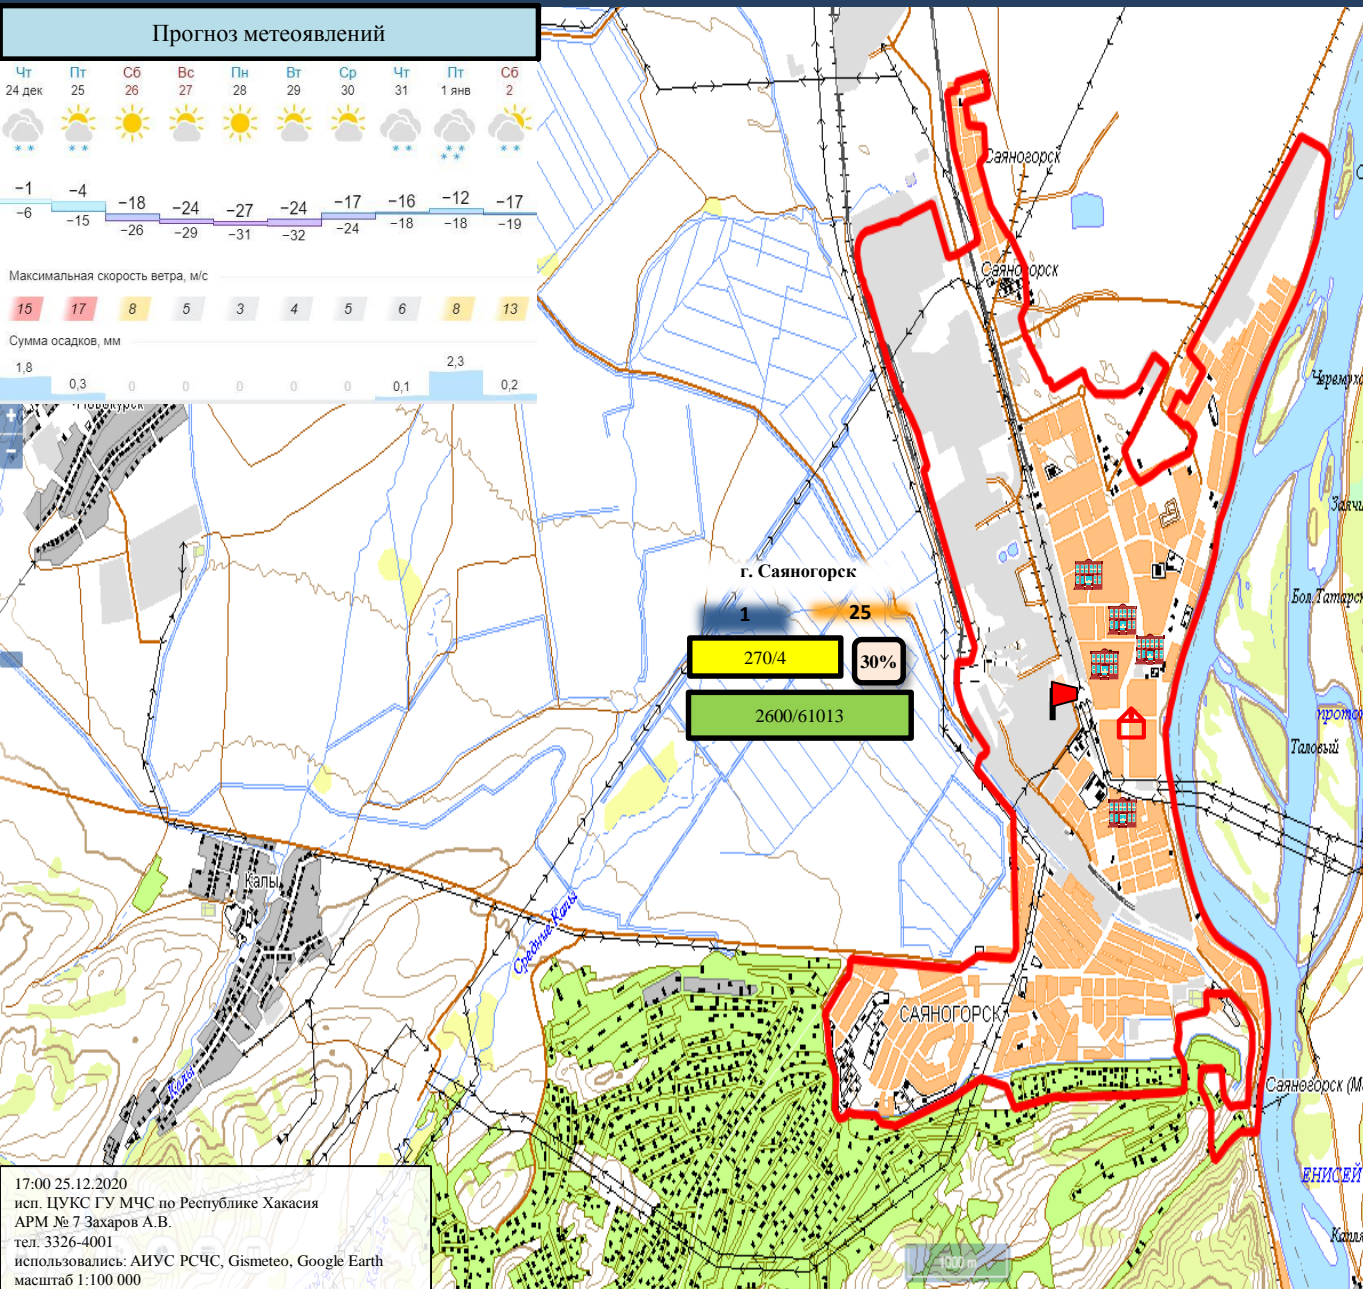 Прогноз метеоявлений
Чт Пт Сб Вс Пн Вт Ср Чт Пт Сб
24 дек 25 26 27 28 29 30 31 1 янв 2
−1 −4 −18 −24 −27 −24 −17 −16 −12 −17
−6 −15 −26 −29 −31 −32 −24 −18 −18 −19
Максимальная скорость ветра, м/с
15 17 8 5 3 4 5 6 8 13
Сумма осадков, мм
1,8 0,3 0 0 0 0 0 0,1 2,3 0,2
+
−
Саяногорск
Саяногорск
г. Саяногорск
1 25
270/4 30%
2600/61013
Таловый
Калы
Средние Калы
САЯНОГОРСК
Калы
Саяногорск (М
ЕНИСЕЙ
1000 m
17:00 25.12.2020
исп. ЦУКС ГУ МЧС по Республике Хакасия
АРМ № 7 Захаров А.В.
тел. 3326-4001
использовались: АИУС РСЧС, Gismeteo, Google Earth
масштаб 1:100 000